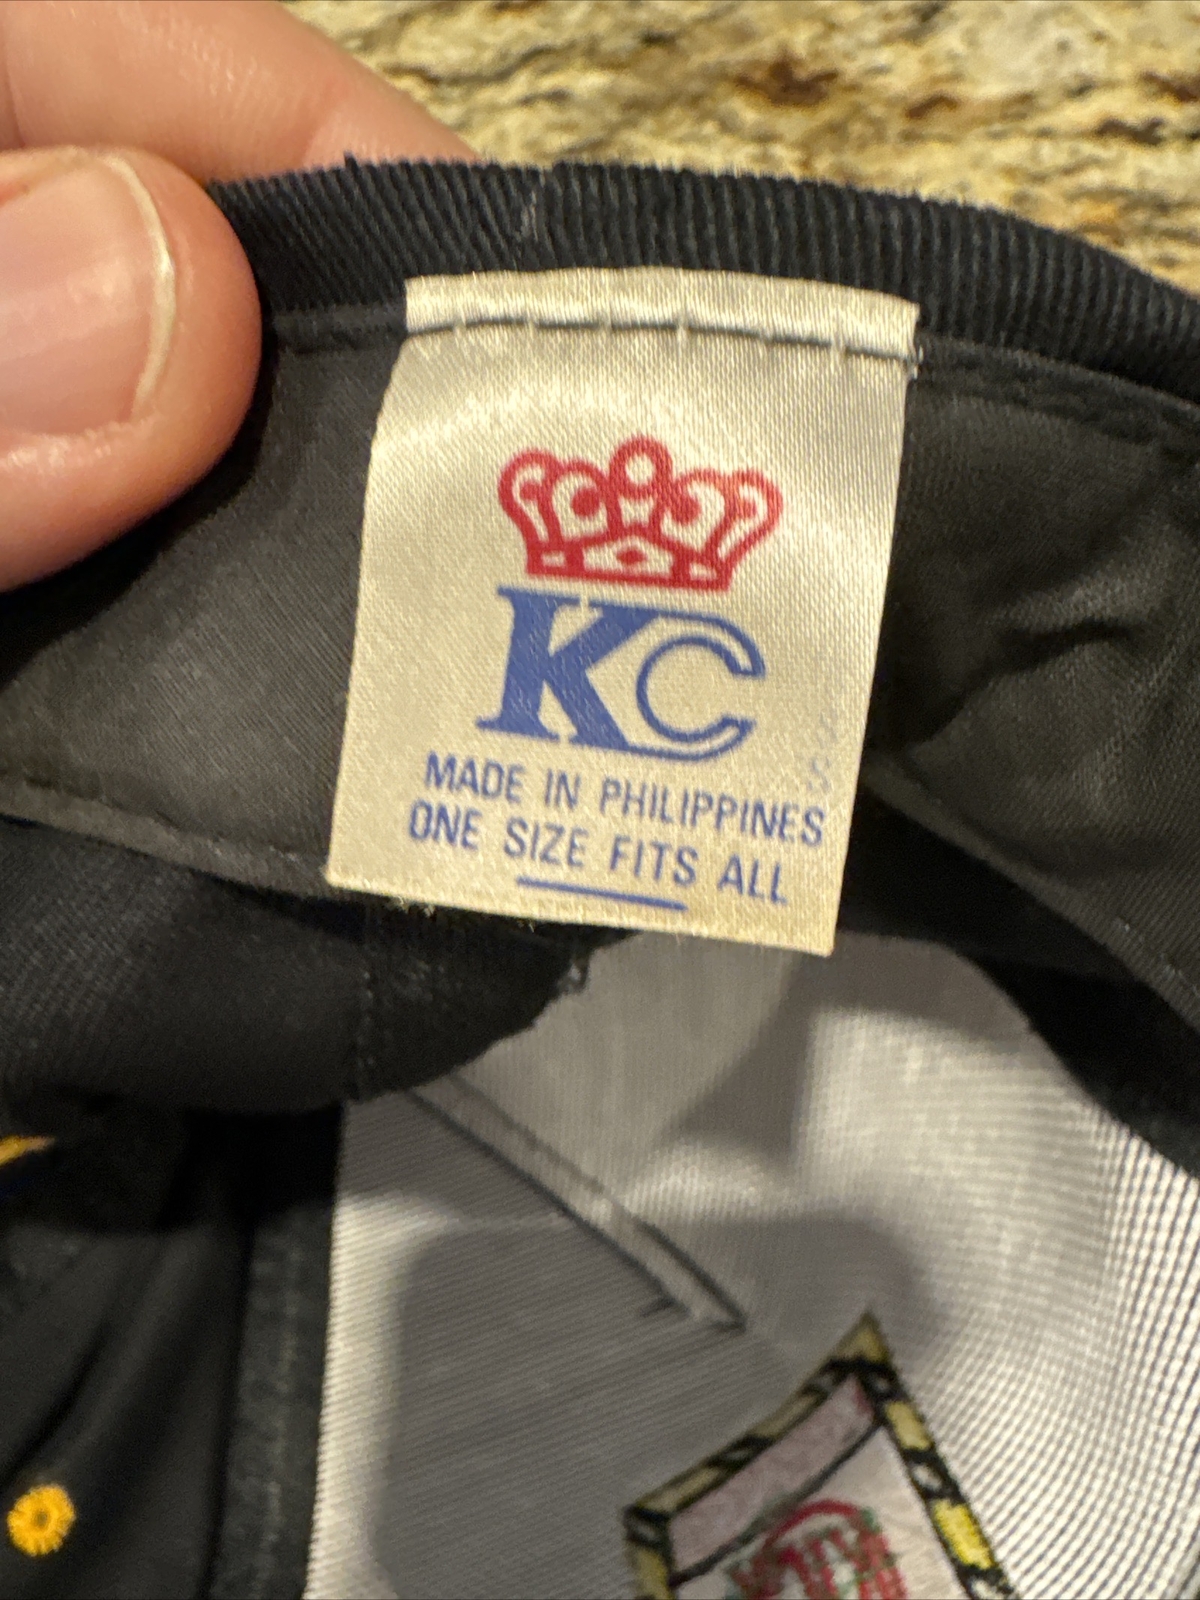 KC
MADE IN PHILIPPINES
ONE SIZE FITS ALL